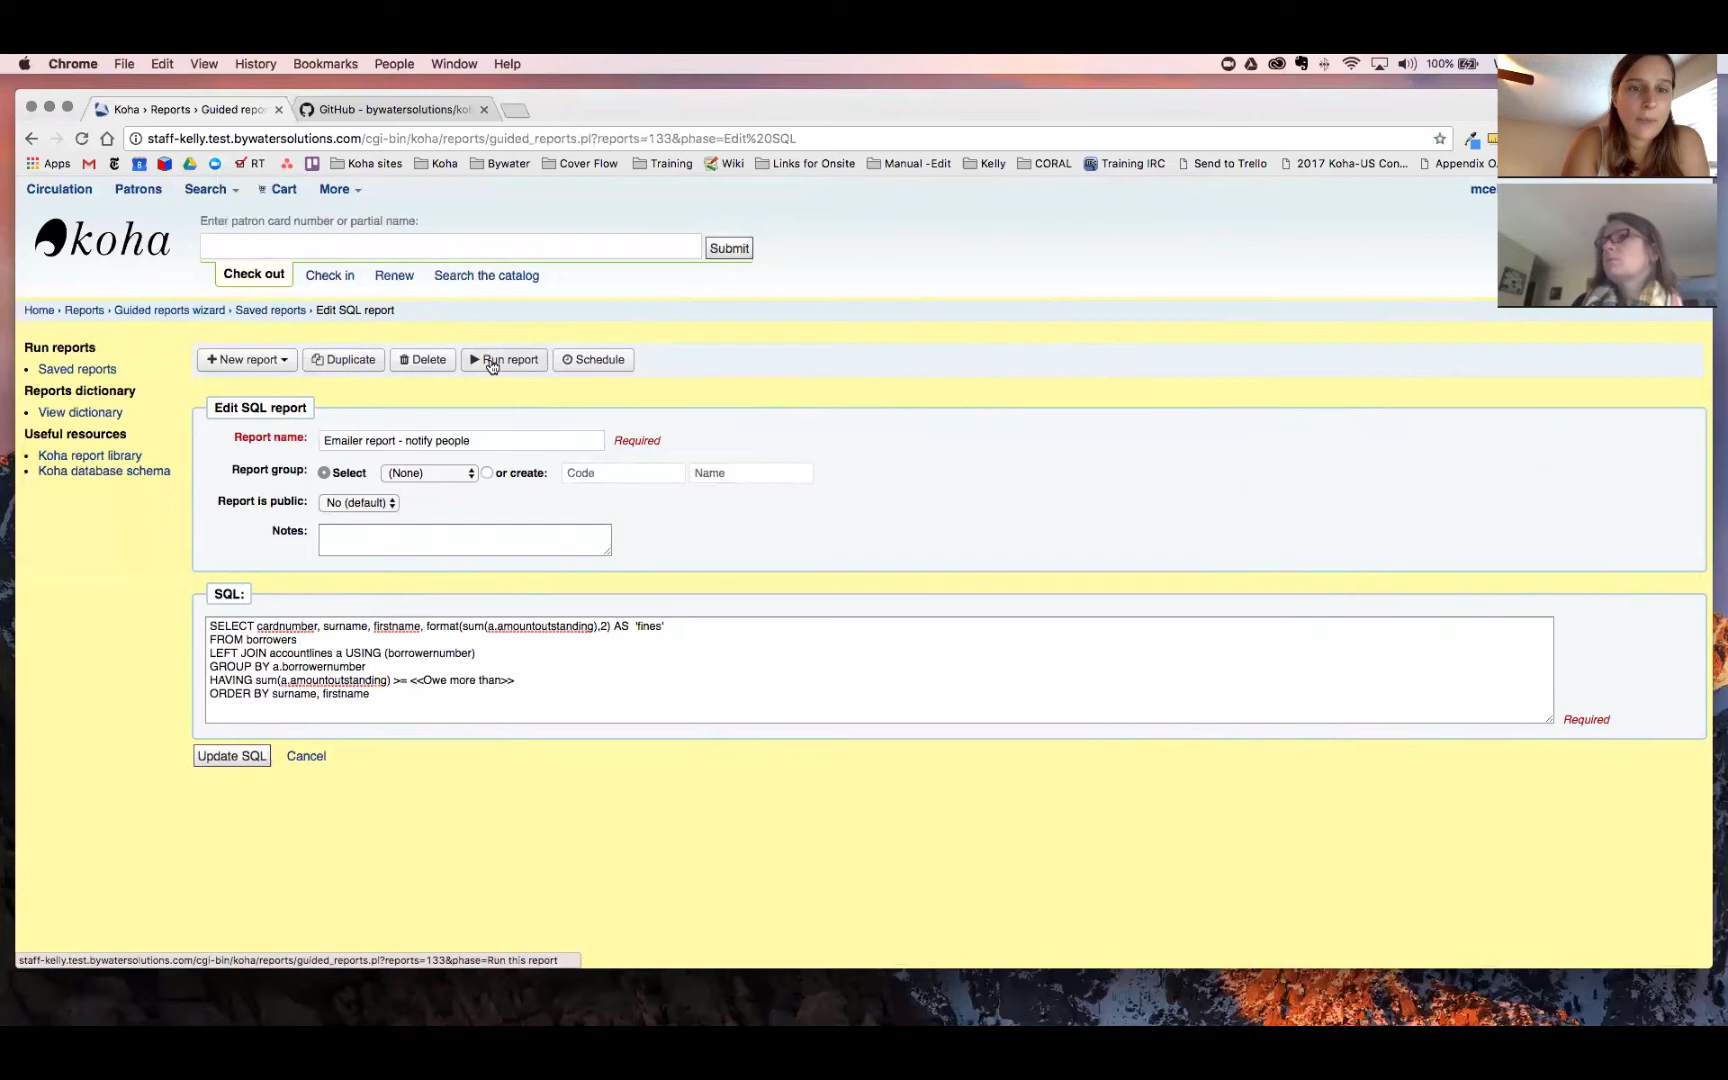 Chrome File Edit View History Bookmarks People Window Help 100%
Koha › Reports › Guided repo
GitHub - bywatersolutions/ko
staff-kelly.test.bywatersolutions.com/cgi-bin/koha/reports/guided_reports.pl?reports=133&phase=Edit%20SQL
Apps RT Koha sites Koha Bywater Cover Flow Training Wiki Links for Onsite Manual -Edit Kelly CORAL Training IRC Send to Trello 2017 Koha-US Con... Appendix
Circulation Patrons Search Cart More mce
Enter patron card number or partial name:
koha
Submit
Check out Check in Renew Search the catalog
Home › Reports › Guided reports wizard › Saved reports › Edit SQL report
Run reports
• Saved reports
Reports dictionary
• View dictionary
Useful resources
• Koha report library
• Koha database schema
+ New report Duplicate Delete Run report Schedule
Edit SQL report
Report name: Emailer report - notify people Required
Report group: Select (None) or create: Code Name
Report is public: No (default)
Notes:
SQL:
SELECT cardnumber, surname, firstname, format(sum(a.amountoutstanding),2) AS 'fines'
FROM borrowers
LEFT JOIN accountlines a USING (borrowernumber)
GROUP BY a.borrowernumber
HAVING sum(a.amountoutstanding) >= <<Owe more than>>
ORDER BY surname, firstname
Required
Update SQL Cancel
staff-kelly.test.bywatersolutions.com/cgi-bin/koha/reports/guided_reports.pl?reports=133&phase=Run this report